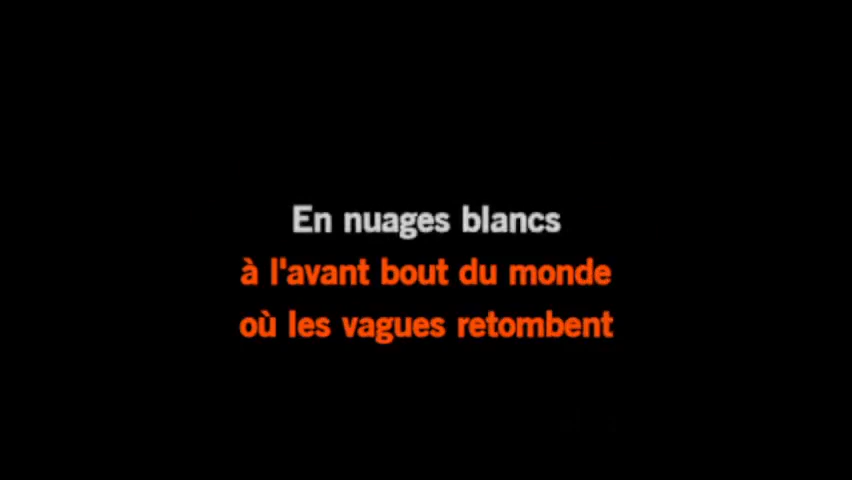 En nuages blancs
à l'avant bout du monde
où les vagues retombent